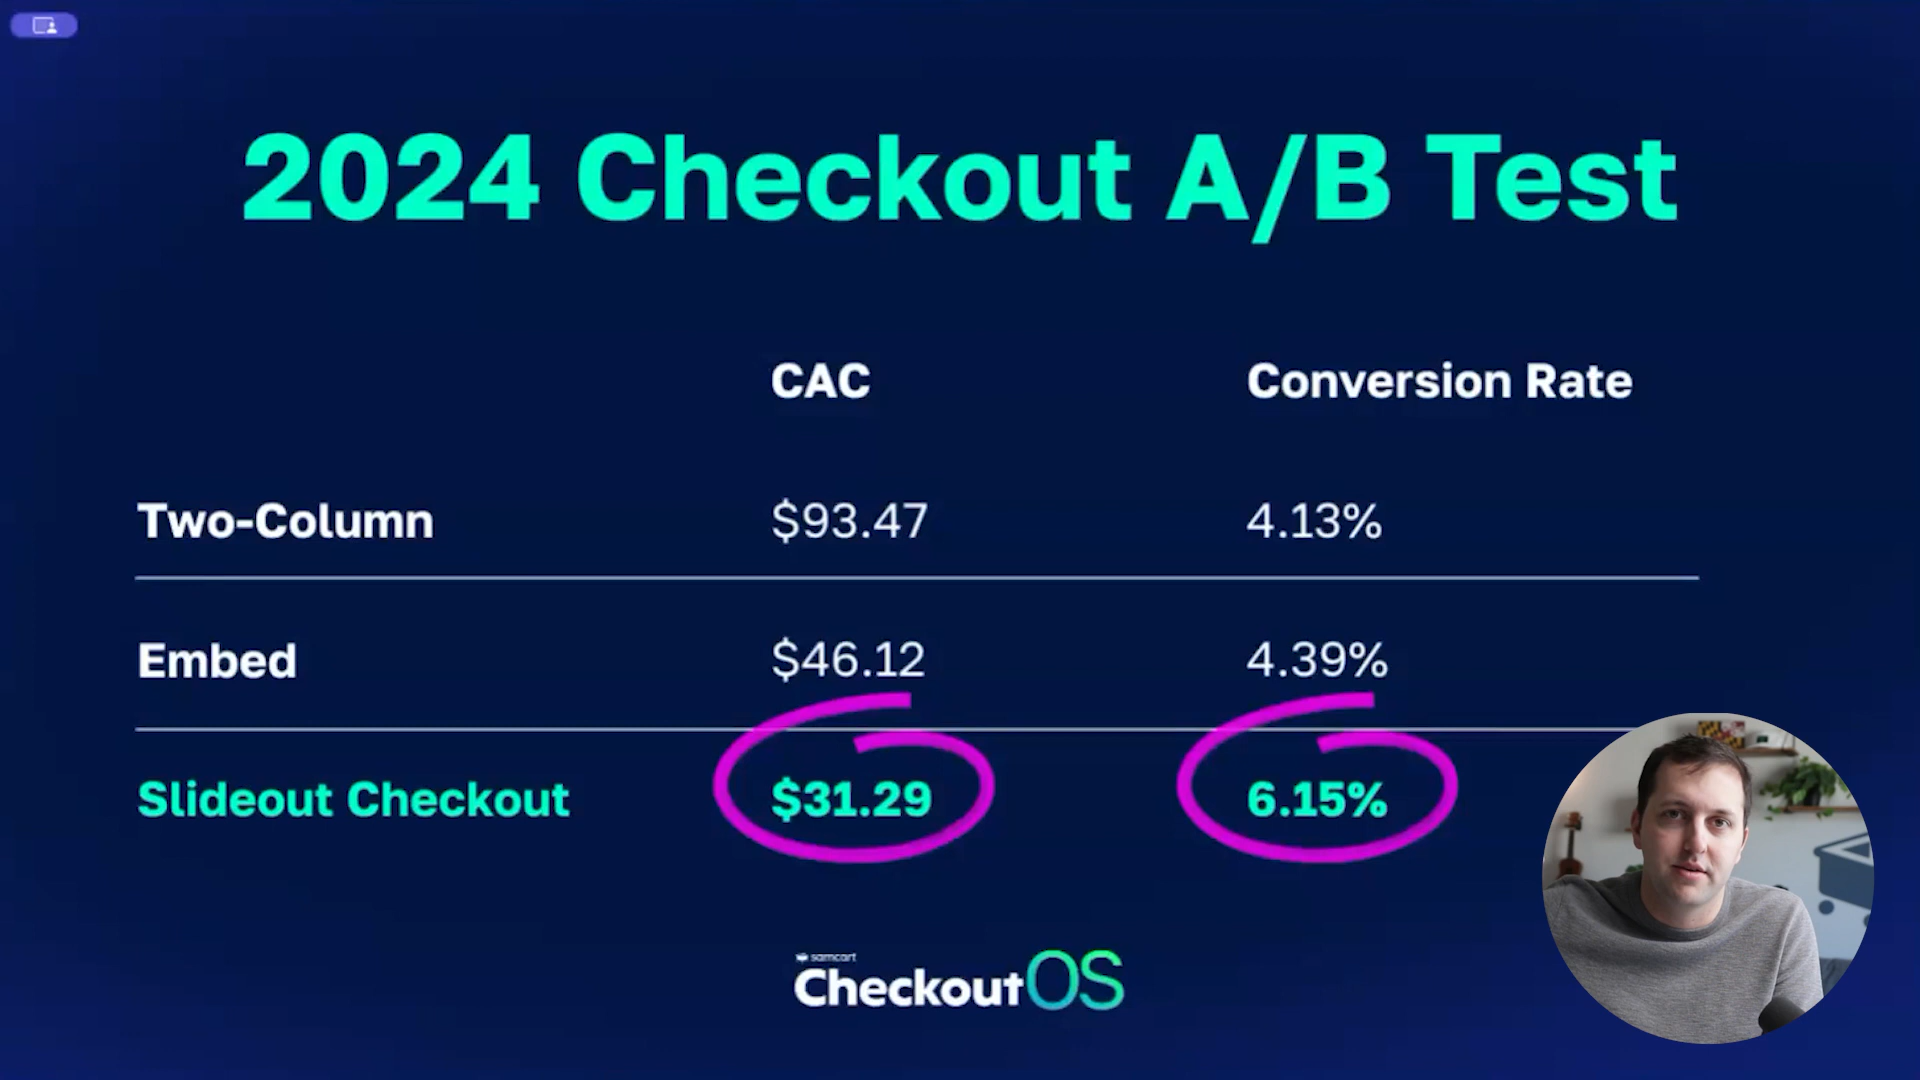 2024 Checkout A/B Test
CAC Conversion Rate
Two-Column $93.47 4.13%
Embed $46.12 4.39%
Slideout Checkout $31.29 6.15%
samcart
CheckoutOS